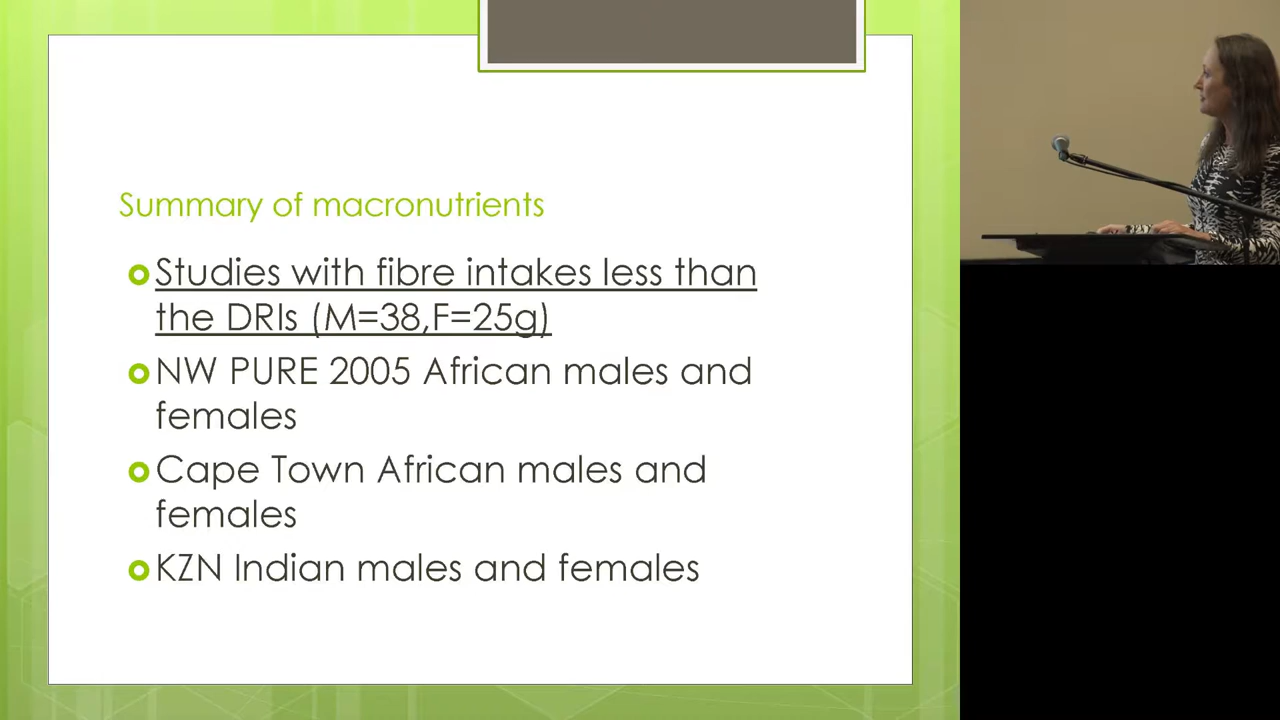 Summary of macronutrients
Studies with fibre intakes less than
the DRIs (M=38,F=25g)
NW PURE 2005 African males and
females
Cape Town African males and
females
KZN Indian males and females